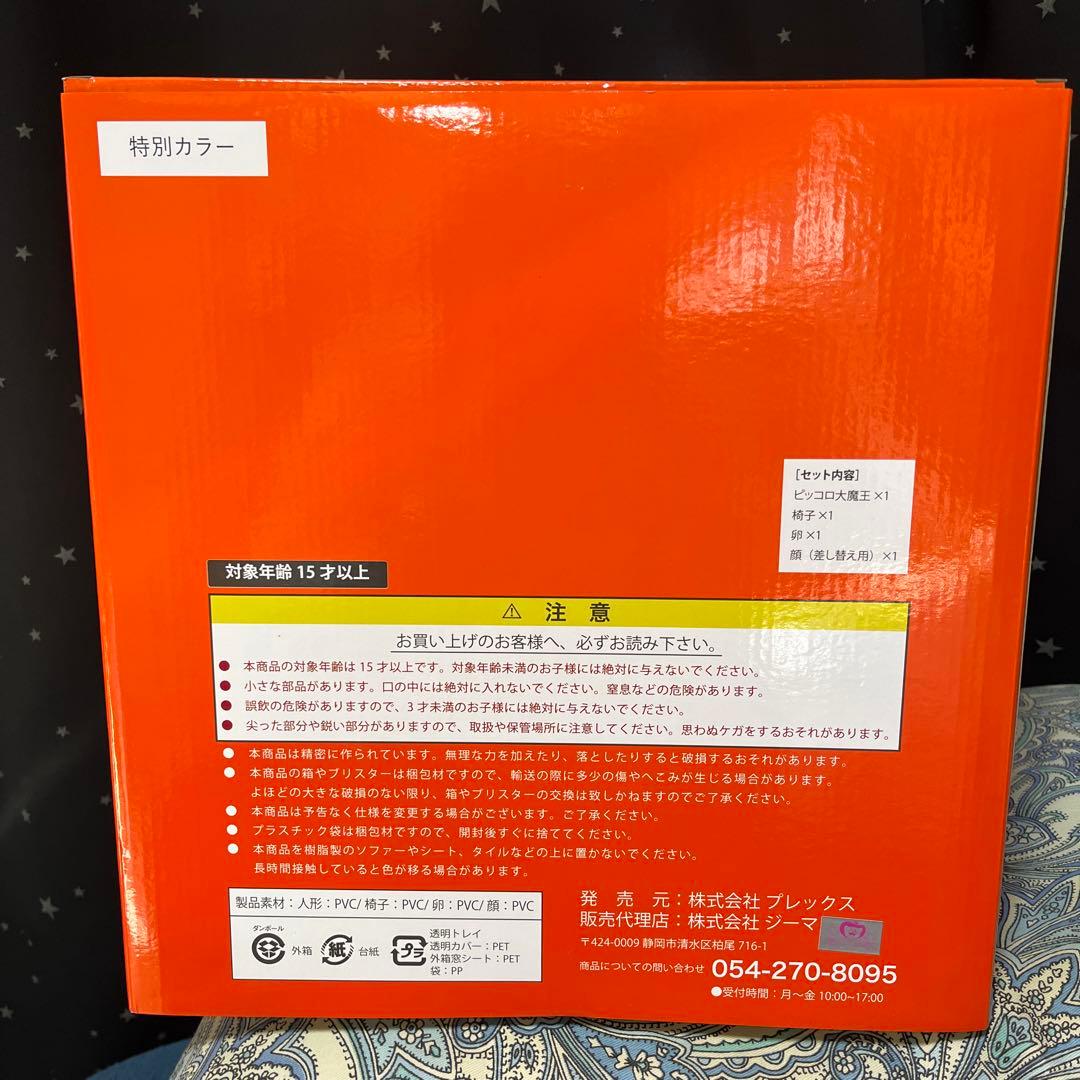 特別カラー
［セット内容］
ピッコロ大魔王×1
椅子×1
卵×1
顔（差し替え用）×1
対象年齢 15 才以上
⚠ 注 意
お買い上げのお客様へ、必ずお読み下さい。
● 本商品の対象年齢は 15 才以上です。対象年齢未満のお子様には絶対に与えないでください。
● 小さな部品があります。口の中には絶対に入れないでください。窒息などの危険があります。
● 誤飲の危険がありますので、3 才未満のお子様には絶対に与えないでください。
● 尖った部分や鋭い部分がありますので、取扱や保管場所に注意してください。思わぬケガをするおそれがあります。
● 本商品は精密に作られています。無理な力を加えたり、落としたりすると破損するおそれがあります。
● 本商品の箱やブリスターは梱包材ですので、輸送の際に多少の傷やへこみが生じる場合があります。
よほどの大きな破損のない限り、箱やブリスターの交換は致しかねますのでご了承ください。
● 本商品は予告なく仕様を変更する場合がございます。ご了承ください。
● プラスチック袋は梱包材ですので、開封後すぐに捨ててください。
● 本商品を樹脂製のソファーやシート、タイルなどの上に置かないでください。
長時間接触していると色が移る場合があります。
製品素材：人形：PVC/ 椅子：PVC/ 卵：PVC/ 顔：PVC
ダンボール
外箱
紙
台紙
プラ
透明トレイ
透明カバー：PET
外箱窓シート：PET
袋：PP
発　売　元：株式会社 プレックス
販売代理店：株式会社 ジーマ
〒424-0009 静岡市清水区柏尾 716-1
商品についての問い合わせ 054-270-8095
●受付時間：月〜金 10:00~17:00